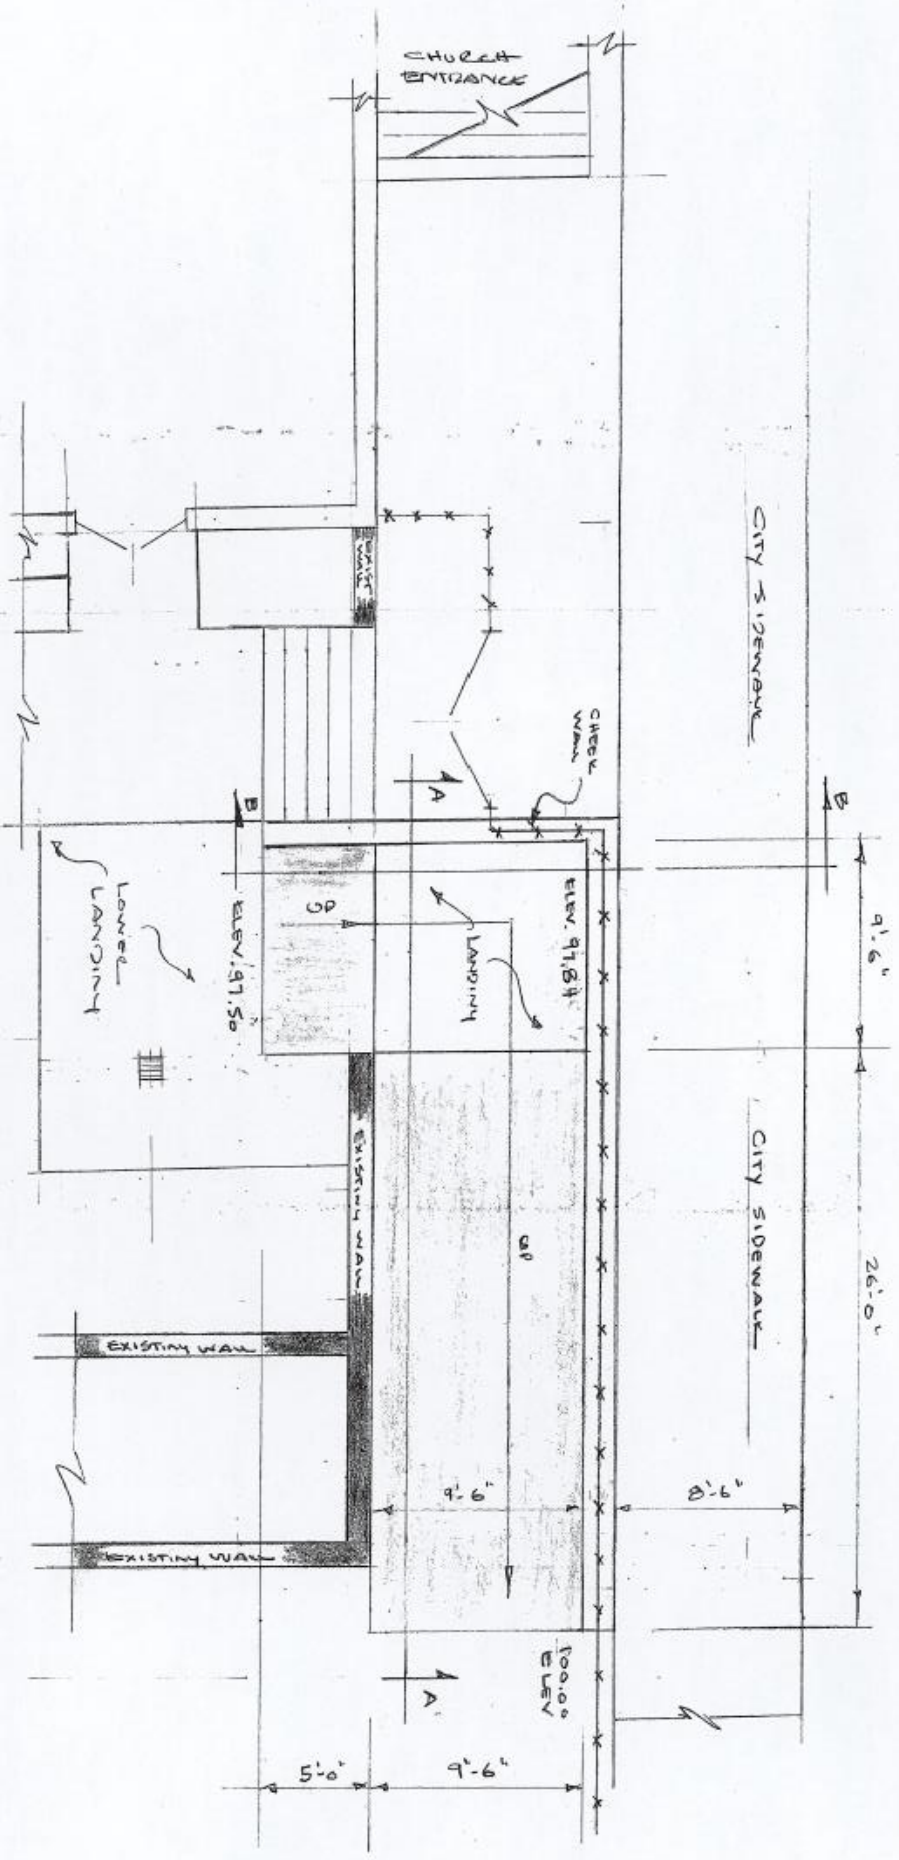 CHURCH
ENTRANCE
CITY SIDEWALK
EXIST
WALL
CHEEK
WALL
A
B
B
9'-6"
ELEV. 97.84
UP
ELEV. 97.50
LANDING
LOWER
LANDING
CITY SIDEWALK
EXISTING WALL
UP
26'-0"
EXISTING WALL
9'-6"
8'-6"
EXISTING WALL
100.00
ELEV
A
5'-0"
9'-6"